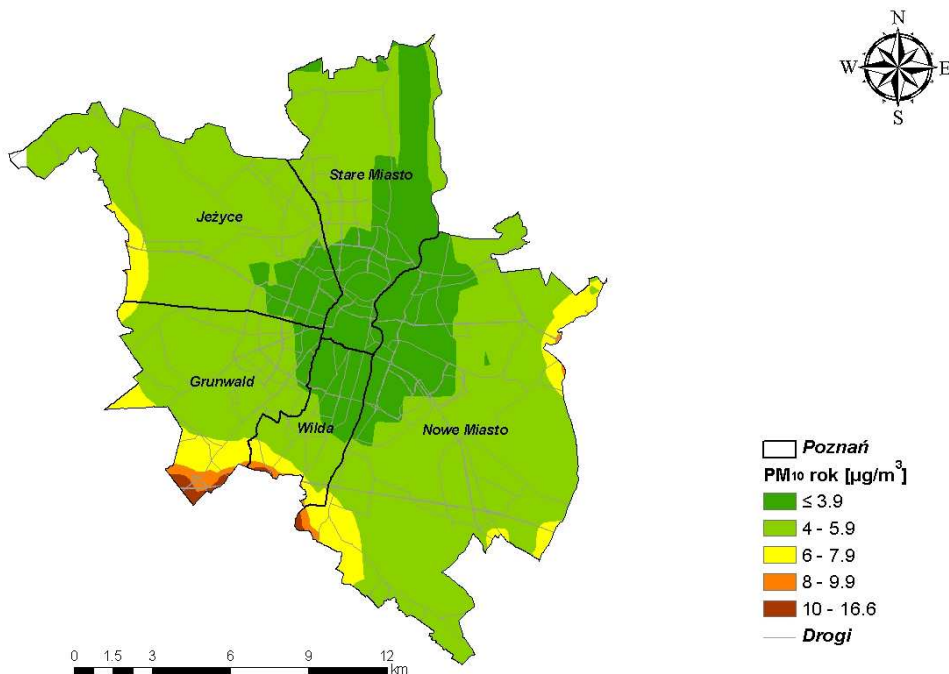 N
W E
S
Stare Miasto
Jeżyce
Grunwald
Wilda
Nowe Miasto
Poznań
PM₁₀ rok [µg/m³]
≤ 3.9
4 - 5.9
6 - 7.9
8 - 9.9
10 - 16.6
Drogi
0 1.5 3 6 9 12
km